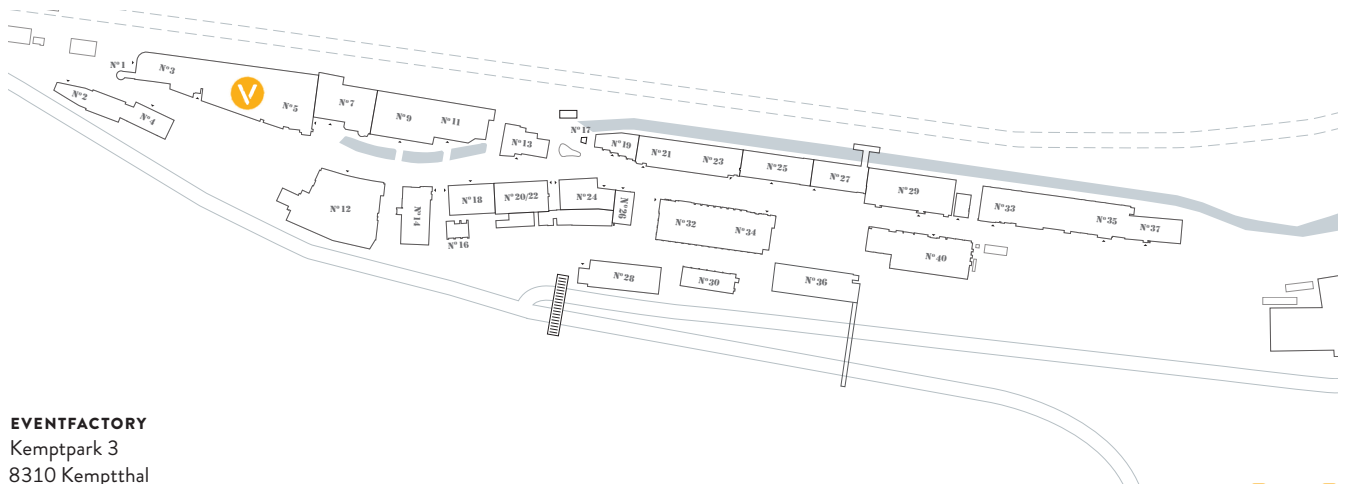 Nº1
Nº3
Nº2
Nº4
V
Nº5
Nº7
Nº9
Nº11
Nº13
Nº17
Nº19
Nº21
Nº23
Nº25
Nº27
Nº29
Nº33
Nº35
Nº37
Nº12
Nº14
Nº18
Nº20/22
Nº24
Nº26
Nº16
Nº32
Nº34
Nº40
Nº28
Nº30
Nº36
EVENTFACTORY
Kemptpark 3
8310 Kemptthal